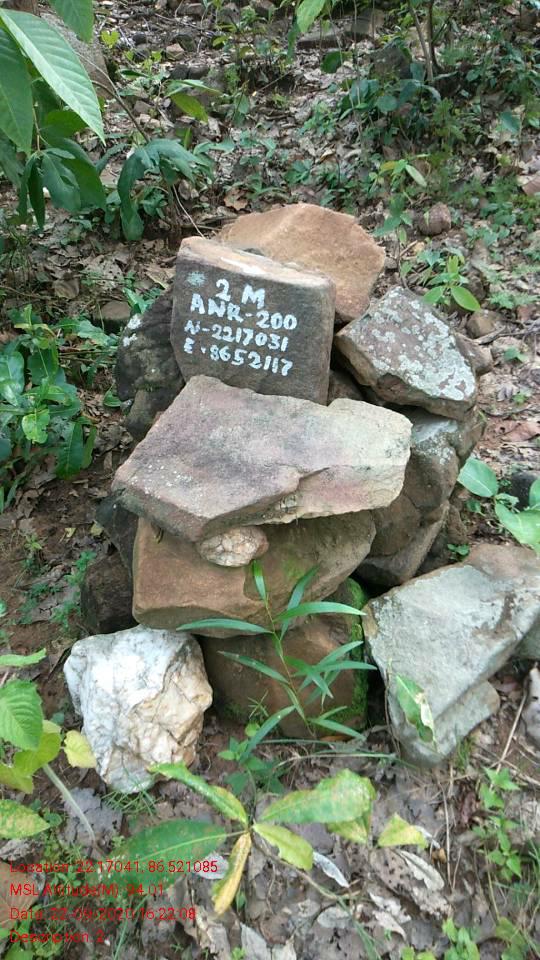 2 M
ANR-200
N-2217031
E.8652117
Location: 22.17041, 86.521085
MSL Altitude(M): 94.01
Date: 22-09-2020 16:22:08
Description: 2